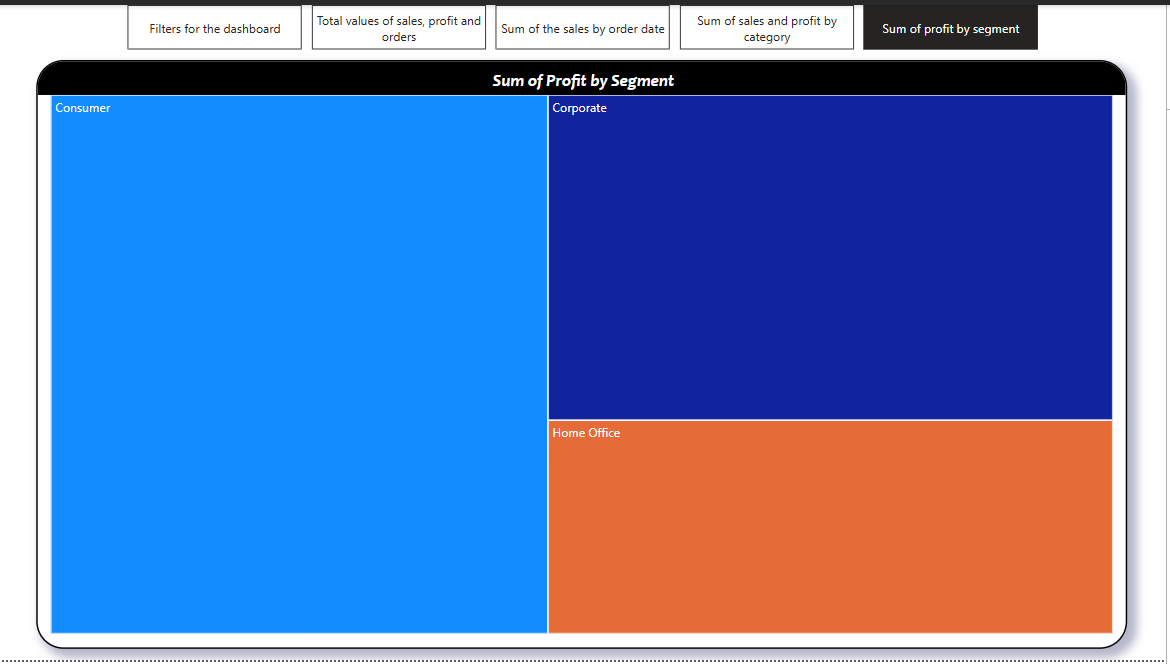 Filters for the dashboard
Total values of sales, profit and
orders
Sum of the sales by order date
Sum of sales and profit by
category
Sum of profit by segment
Sum of Profit by Segment
Consumer
Corporate
Home Office